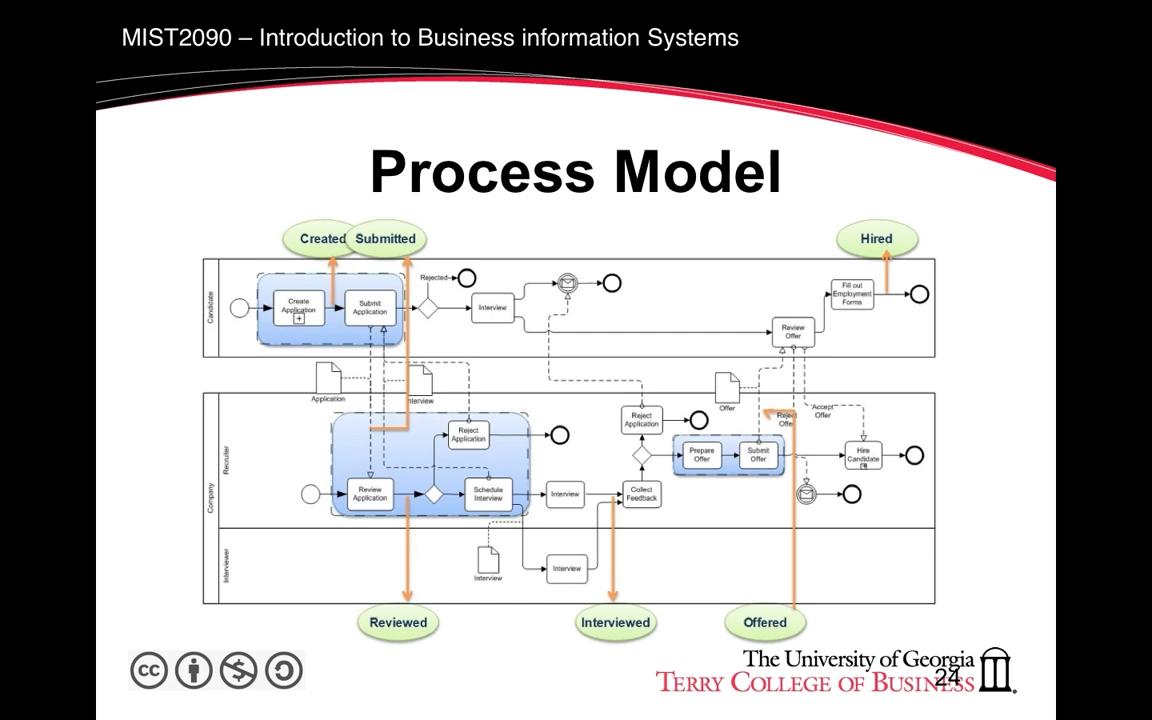 MIST2090 – Introduction to Business information Systems
Process Model
Created
Submitted
Hired
Candidate
Create
Application
+
Submit
Application
Rejected
Interview
Review
Offer
Fill out
Employment
Forms
Application
Interview
Offer
Reject
Offer
Accept
Offer
Company
Recruiter
Reject
Application
Review
Application
Schedule
Interview
Interview
Collect
Feedback
Reject
Application
Prepare
Offer
Submit
Offer
Hire
Candidate
Interviewer
Interview
Interview
Reviewed
Interviewed
Offered
cc
The University of Georgia
TERRY COLLEGE OF BUSINESS
24